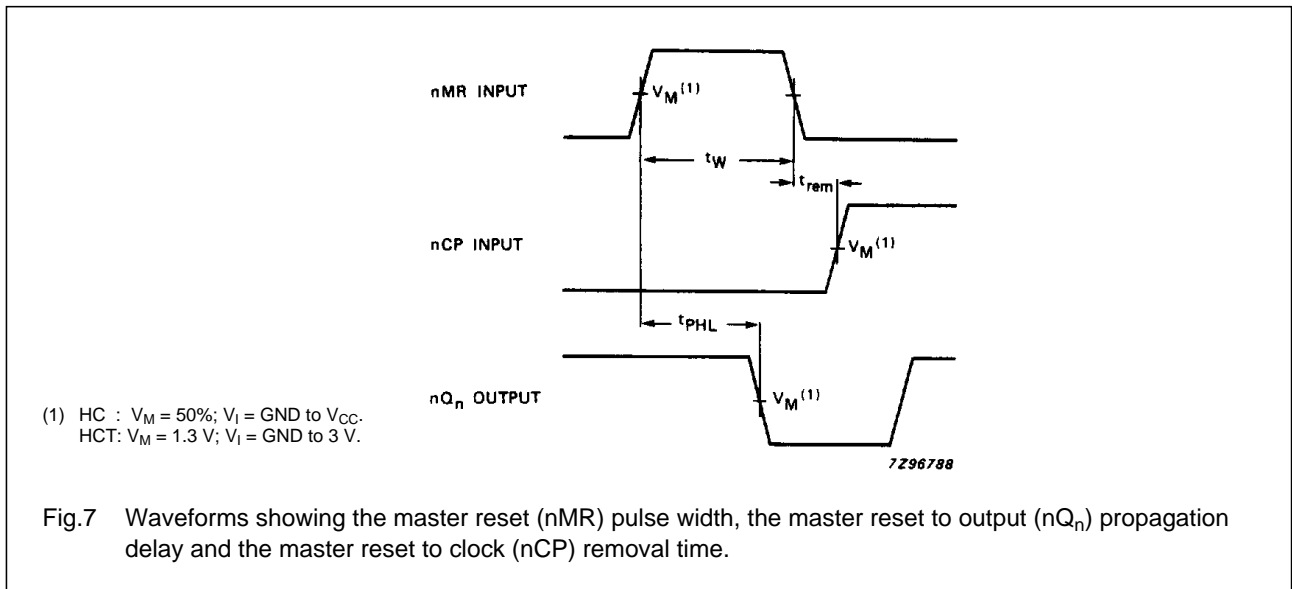 nMR INPUT
V_M(1)
t_W
t_rem
nCP INPUT
V_M(1)
t_PHL
nQ_n OUTPUT
V_M(1)
(1) HC : V_M = 50%; V_I = GND to V_CC.
HCT: V_M = 1.3 V; V_I = GND to 3 V.
7Z96788
Fig.7 Waveforms showing the master reset (nMR) pulse width, the master reset to output (nQ_n) propagation
delay and the master reset to clock (nCP) removal time.